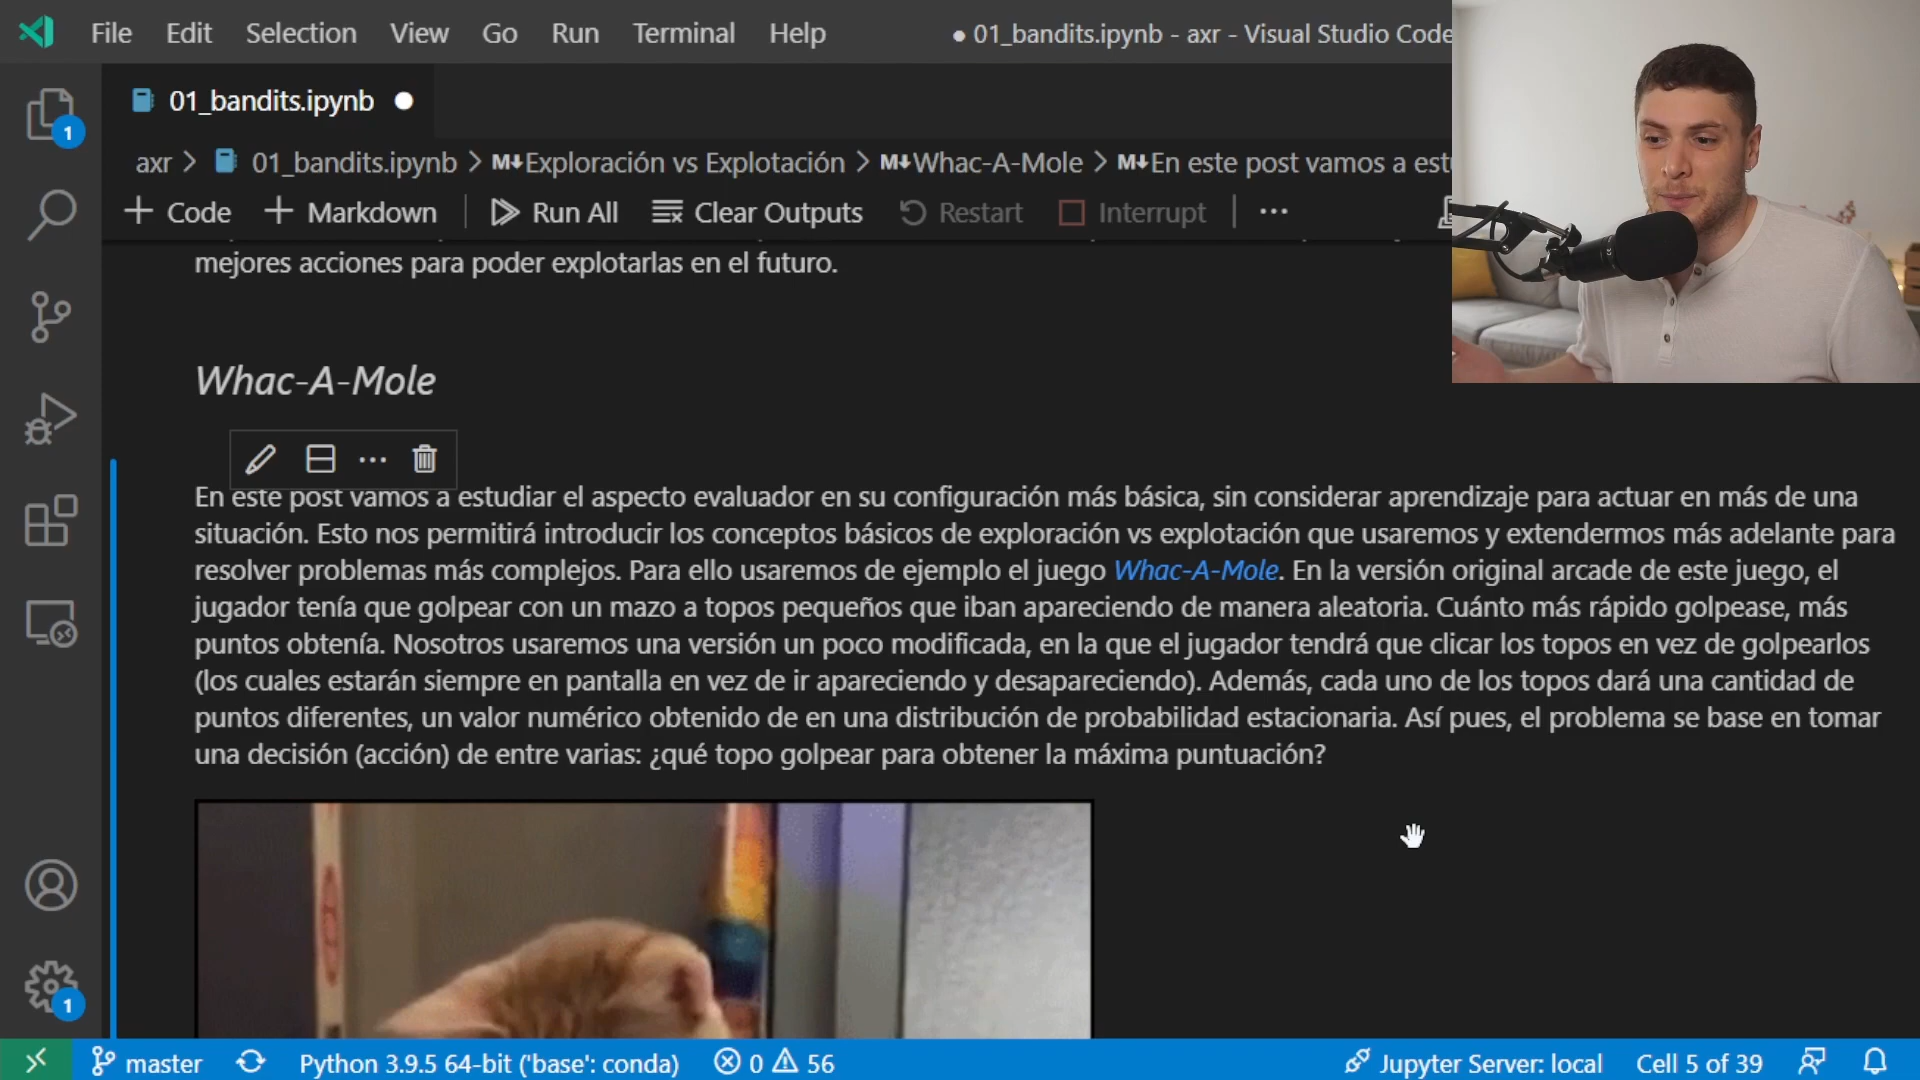 File Edit Selection View Go Run Terminal Help ● 01_bandits.ipynb - axr - Visual Studio Code
01_bandits.ipynb
1
axr > 01_bandits.ipynb > M↓Exploración vs Explotación > M↓Whac-A-Mole > M↓En este post vamos a est
+ Code + Markdown Run All Clear Outputs Restart Interrupt ...
mejores acciones para poder explotarlas en el futuro.
Whac-A-Mole
En este post vamos a estudiar el aspecto evaluador en su configuración más básica, sin considerar aprendizaje para actuar en más de una
situación. Esto nos permitirá introducir los conceptos básicos de exploración vs explotación que usaremos y extendermos más adelante para
resolver problemas más complejos. Para ello usaremos de ejemplo el juego Whac-A-Mole. En la versión original arcade de este juego, el
jugador tenía que golpear con un mazo a topos pequeños que iban apareciendo de manera aleatoria. Cuánto más rápido golpease, más
puntos obtenía. Nosotros usaremos una versión un poco modificada, en la que el jugador tendrá que clicar los topos en vez de golpearlos
(los cuales estarán siempre en pantalla en vez de ir apareciendo y desapareciendo). Además, cada uno de los topos dará una cantidad de
puntos diferentes, un valor numérico obtenido de en una distribución de probabilidad estacionaria. Así pues, el problema se base en tomar
una decisión (acción) de entre varias: ¿qué topo golpear para obtener la máxima puntuación?
1
master Python 3.9.5 64-bit ('base': conda) 0 56 Jupyter Server: local Cell 5 of 39